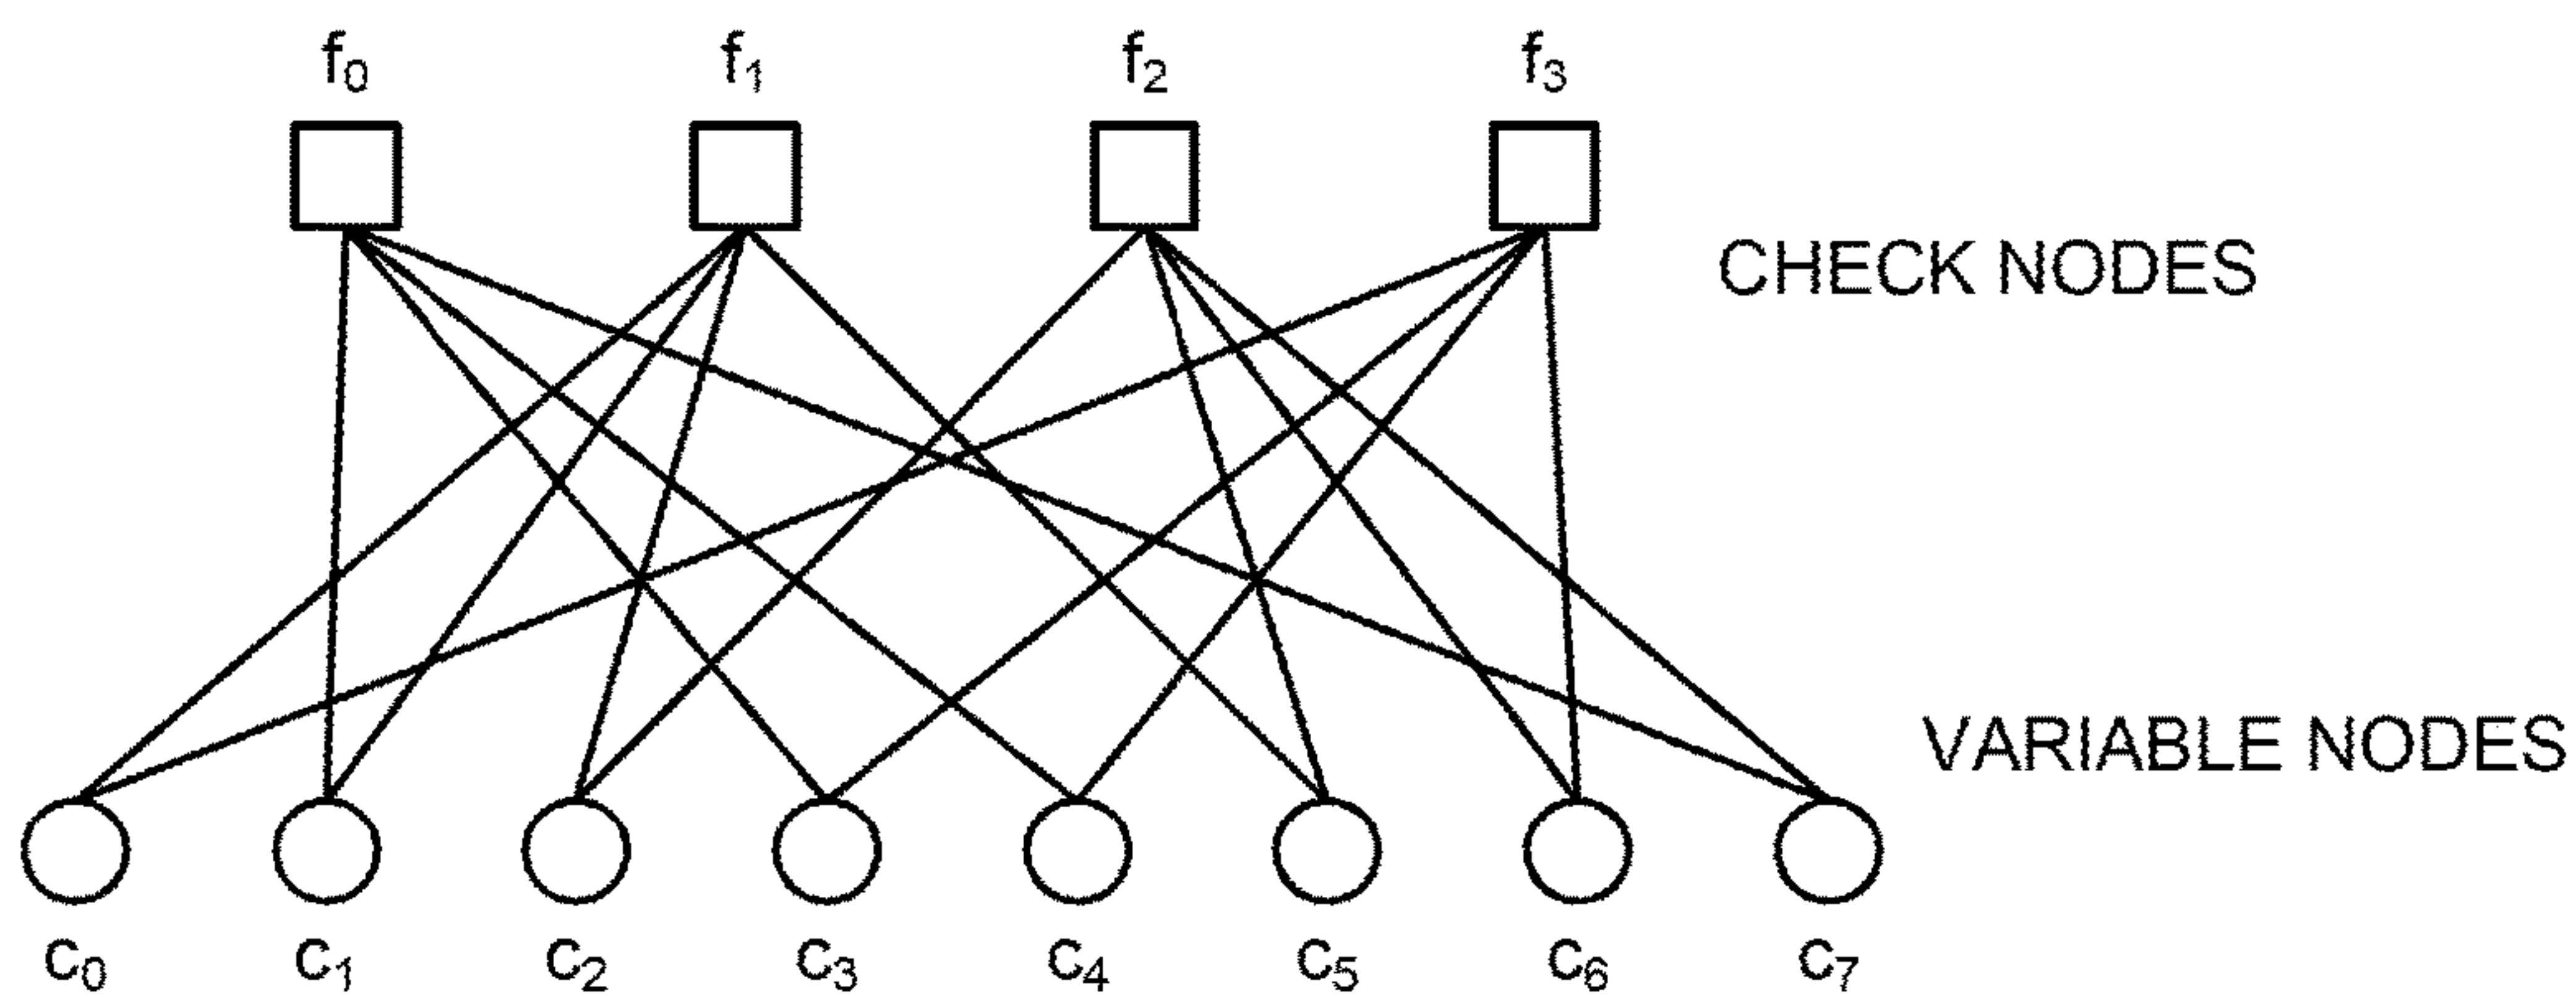 f₀ f₁ f₂ f₃
CHECK NODES
VARIABLE NODES
c₀ c₁ c₂ c₃ c₄ c₅ c₆ c₇